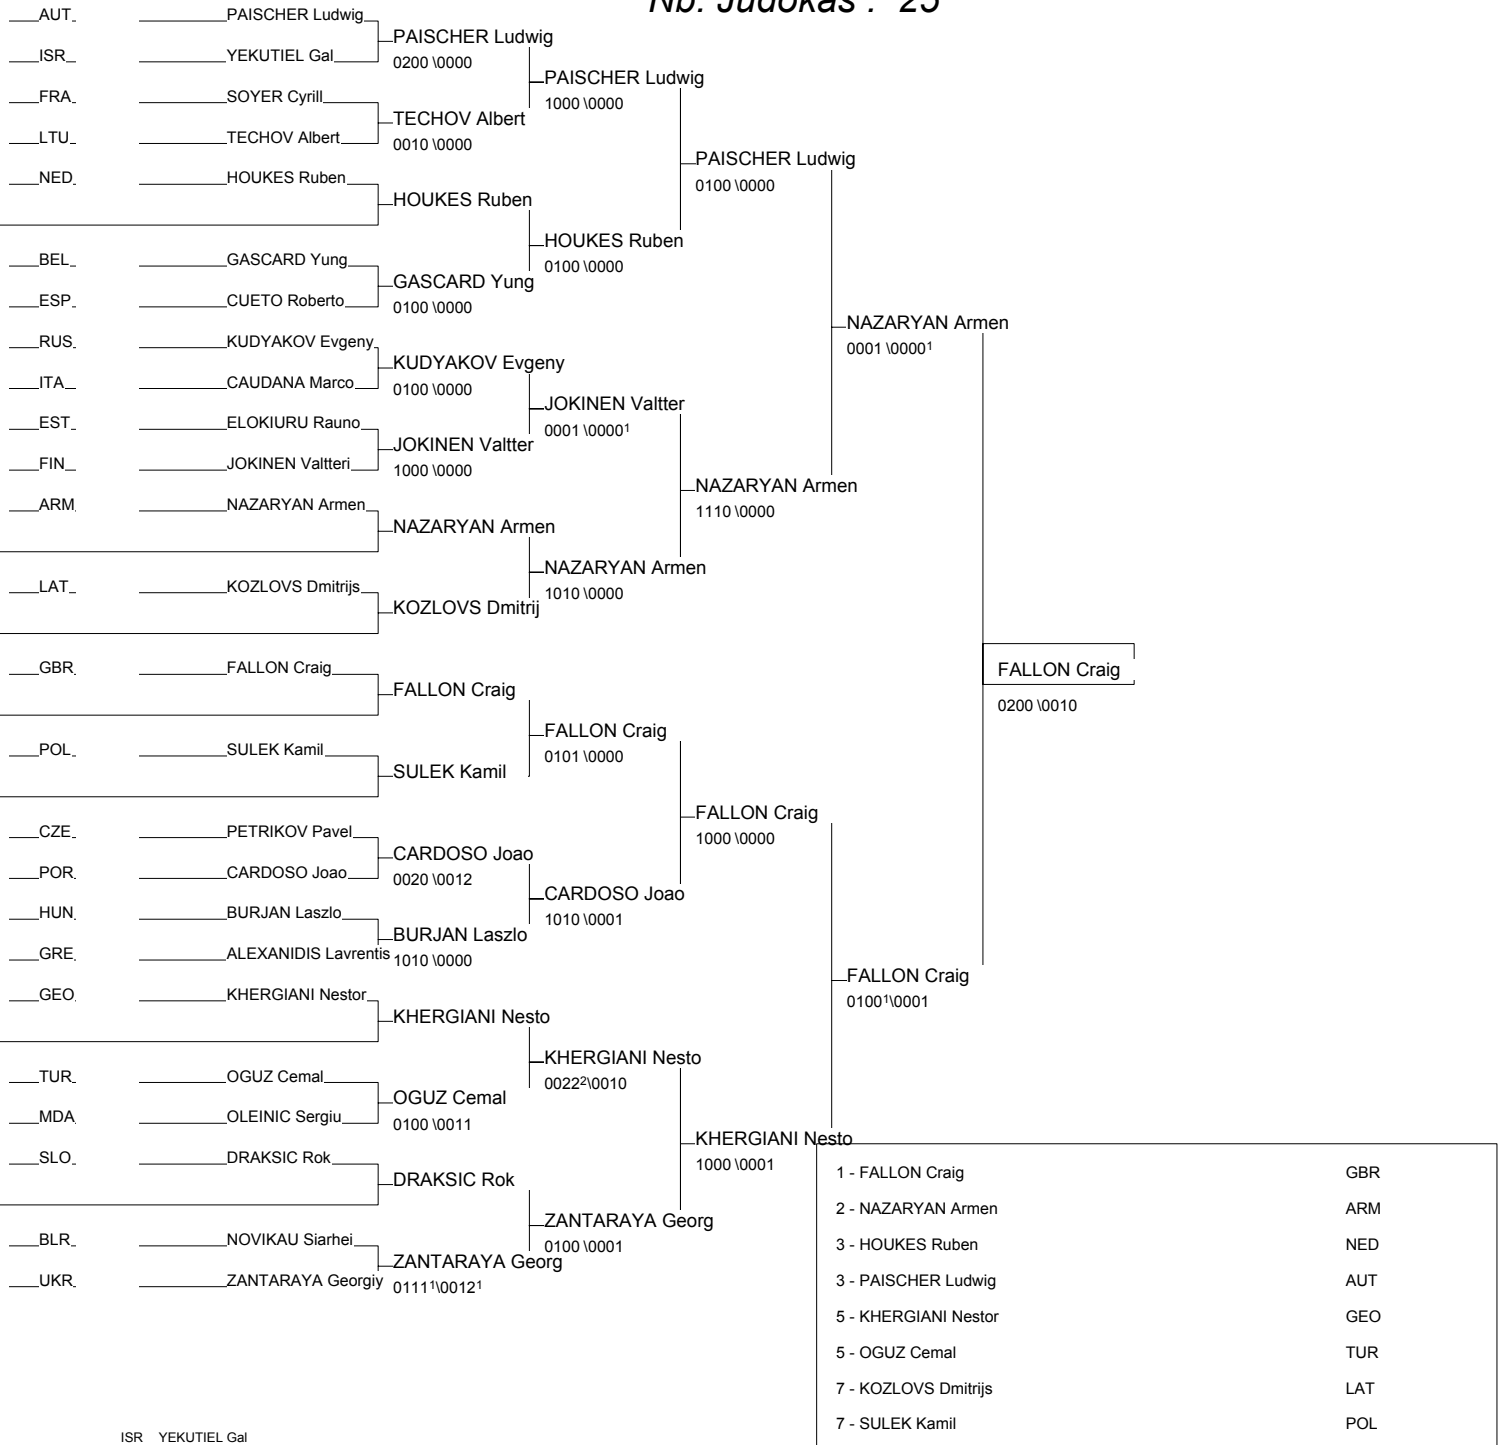 Nb. Judokas : 25
AUT PAISCHER Ludwig
PAISCHER Ludwig
ISR YEKUTIEL Gal
0200 \0000
PAISCHER Ludwig
FRA SOYER Cyrill
1000 \0000
TECHOV Albert
LTU TECHOV Albert
0010 \0000
PAISCHER Ludwig
NED HOUKES Ruben
0100 \0000
HOUKES Ruben
HOUKES Ruben
BEL GASCARD Yung
0100 \0000
GASCARD Yung
ESP CUETO Roberto
0100 \0000
NAZARYAN Armen
RUS KUDYAKOV Evgeny
0001 \0000¹
KUDYAKOV Evgeny
ITA CAUDANA Marco
0100 \0000
JOKINEN Valtter
EST ELOKIURU Rauno
0001 \0000¹
JOKINEN Valtter
FIN JOKINEN Valtteri
1000 \0000
NAZARYAN Armen
ARM NAZARYAN Armen
1110 \0000
NAZARYAN Armen
NAZARYAN Armen
LAT KOZLOVS Dmitrijs
1010 \0000
KOZLOVS Dmitrij
GBR FALLON Craig
FALLON Craig
FALLON Craig
0200 \0010
FALLON Craig
POL SULEK Kamil
0101 \0000
SULEK Kamil
FALLON Craig
CZE PETRIKOV Pavel
1000 \0000
CARDOSO Joao
POR CARDOSO Joao
0020 \0012
CARDOSO Joao
HUN BURJAN Laszlo
1010 \0001
BURJAN Laszlo
GRE ALEXANIDIS Lavrentis
1010 \0000
FALLON Craig
GEO KHERGIANI Nestor
0100¹\0001
KHERGIANI Nesto
KHERGIANI Nesto
TUR OGUZ Cemal
0022²\0010
OGUZ Cemal
MDA OLEINIC Sergiu
0100 \0011
KHERGIANI Nesto
SLO DRAKSIC Rok
1000 \0001
DRAKSIC Rok
ZANTARAYA Georg
BLR NOVIKAU Siarhei
0100 \0001
ZANTARAYA Georg
UKR ZANTARAYA Georgiy
0111¹\0012¹
1 - FALLON Craig GBR
2 - NAZARYAN Armen ARM
3 - HOUKES Ruben NED
3 - PAISCHER Ludwig AUT
5 - KHERGIANI Nestor GEO
5 - OGUZ Cemal TUR
7 - KOZLOVS Dmitrijs LAT
7 - SULEK Kamil POL
ISR YEKUTIEL Gal